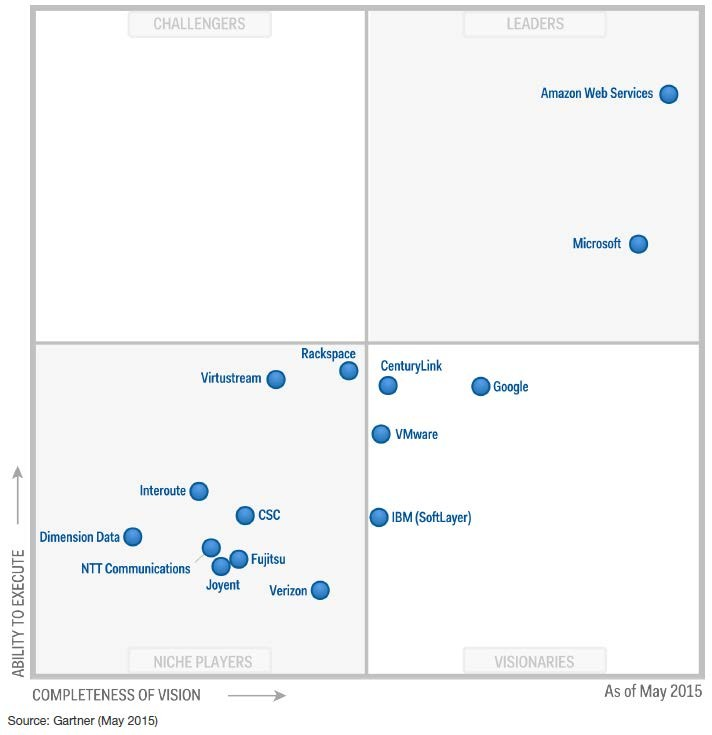 CHALLENGERS
LEADERS
Amazon Web Services
Microsoft
Rackspace
Virtustream
CenturyLink
Google
VMware
Interoute
CSC
IBM (SoftLayer)
Dimension Data
NTT Communications
Fujitsu
Joyent
Verizon
NICHE PLAYERS
VISIONARIES
ABILITY TO EXECUTE
COMPLETENESS OF VISION
As of May 2015
Source: Gartner (May 2015)